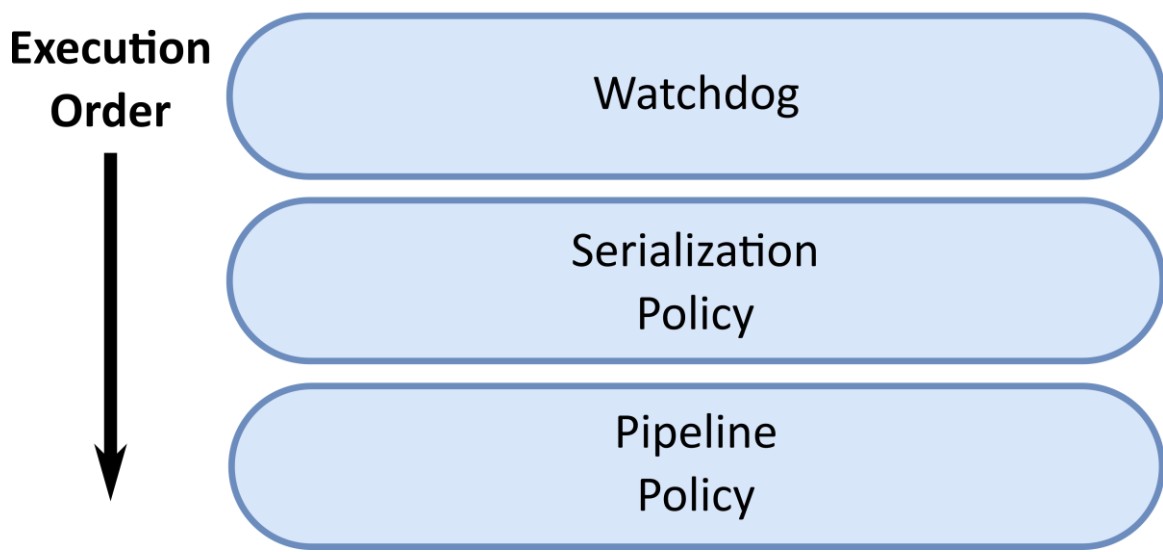 Execution
Order
Watchdog
Serialization
Policy
Pipeline
Policy